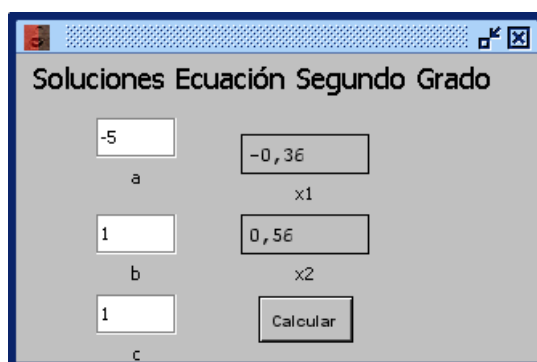 Soluciones Ecuación Segundo Grado
-5
a
-0,36
x1
1
b
0,56
x2
1
c
Calcular